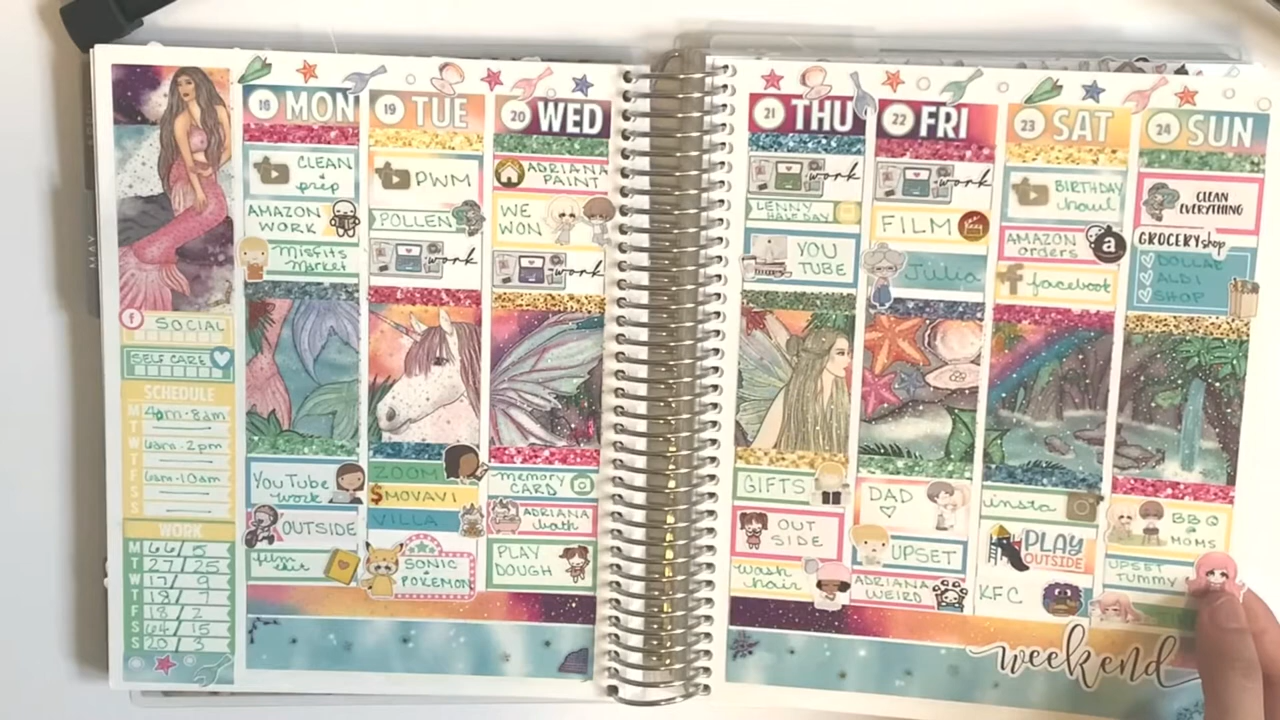 18 MON
CLEAN
+ prep
AMAZON
WORK
Misfits
Market
YouTube
work
OUTSIDE
19 TUE
PWM
POLLEN
work
ZOOM
$MOVAVI
VILLA
SONIC
&
POKEMON
20 WED
ADRIANA
PAINT
WE
WON
work
memory
CARD
ADRIANA
bath
PLAY
DOUGH
21 THU
work
LENNY
HALF DAY
YOU
TUBE
GIFTS
OUT
SIDE
wash
hair
22 FRI
work
FILM
Julia
DAD
UPSET
ADRIANA
WEIRD
23 SAT
BIRTHDAY
haul
AMAZON
orders
a
f facebook
insta
PLAY
OUTSIDE
KFC
24 SUN
CLEAN
EVERYTHING
GROCERY shop
DOLLAR
ALDI
SHOP
BBQ
MOMS
UPSET
TUMMY
weekend
f SOCIAL
SELF CARE
SCHEDULE
M 4am-8am
T
W 6am-2pm
T
F 6am-10am
S
S
WORK
M 66/5
T 27/25
W 17/9
T 18/7
F 18/2
S 64/15
S 20/3
MAY